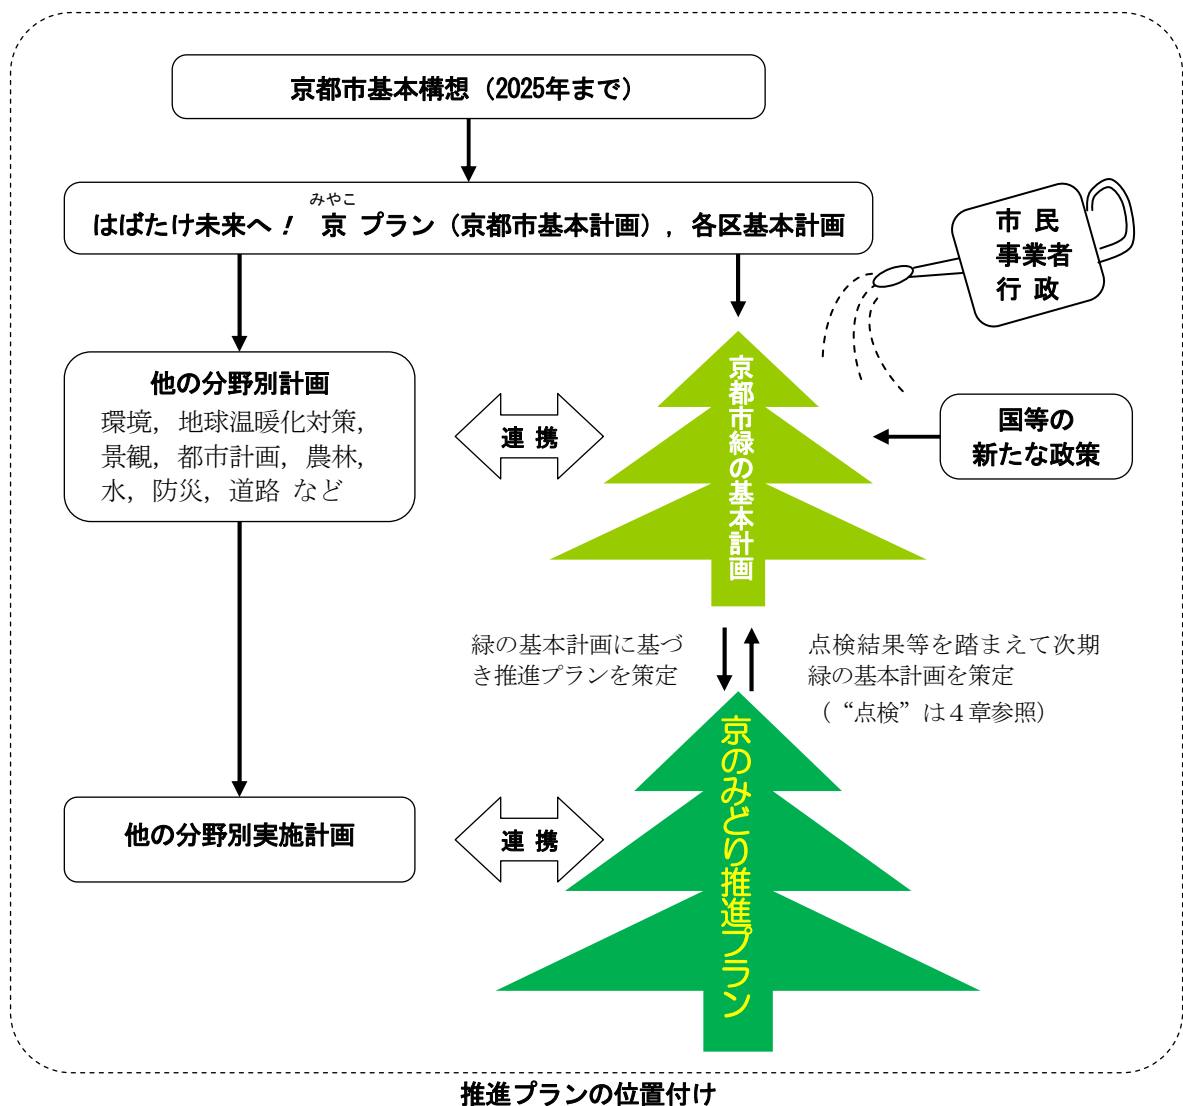 京都市基本構想（2025年まで）
みやこ
はばたけ未来へ！ 京 プラン（京都市基本計画），各区基本計画
市 民
事業者
行 政
他の分野別計画
環境，地球温暖化対策，
景観，都市計画，農林，
水，防災，道路 など
連 携
京都市緑の基本計画
国等の
新たな政策
緑の基本計画に基づ
き推進プランを策定
点検結果等を踏まえて次期
緑の基本計画を策定
（“点検”は４章参照）
他の分野別実施計画
連 携
京のみどり推進プラン
推進プランの位置付け